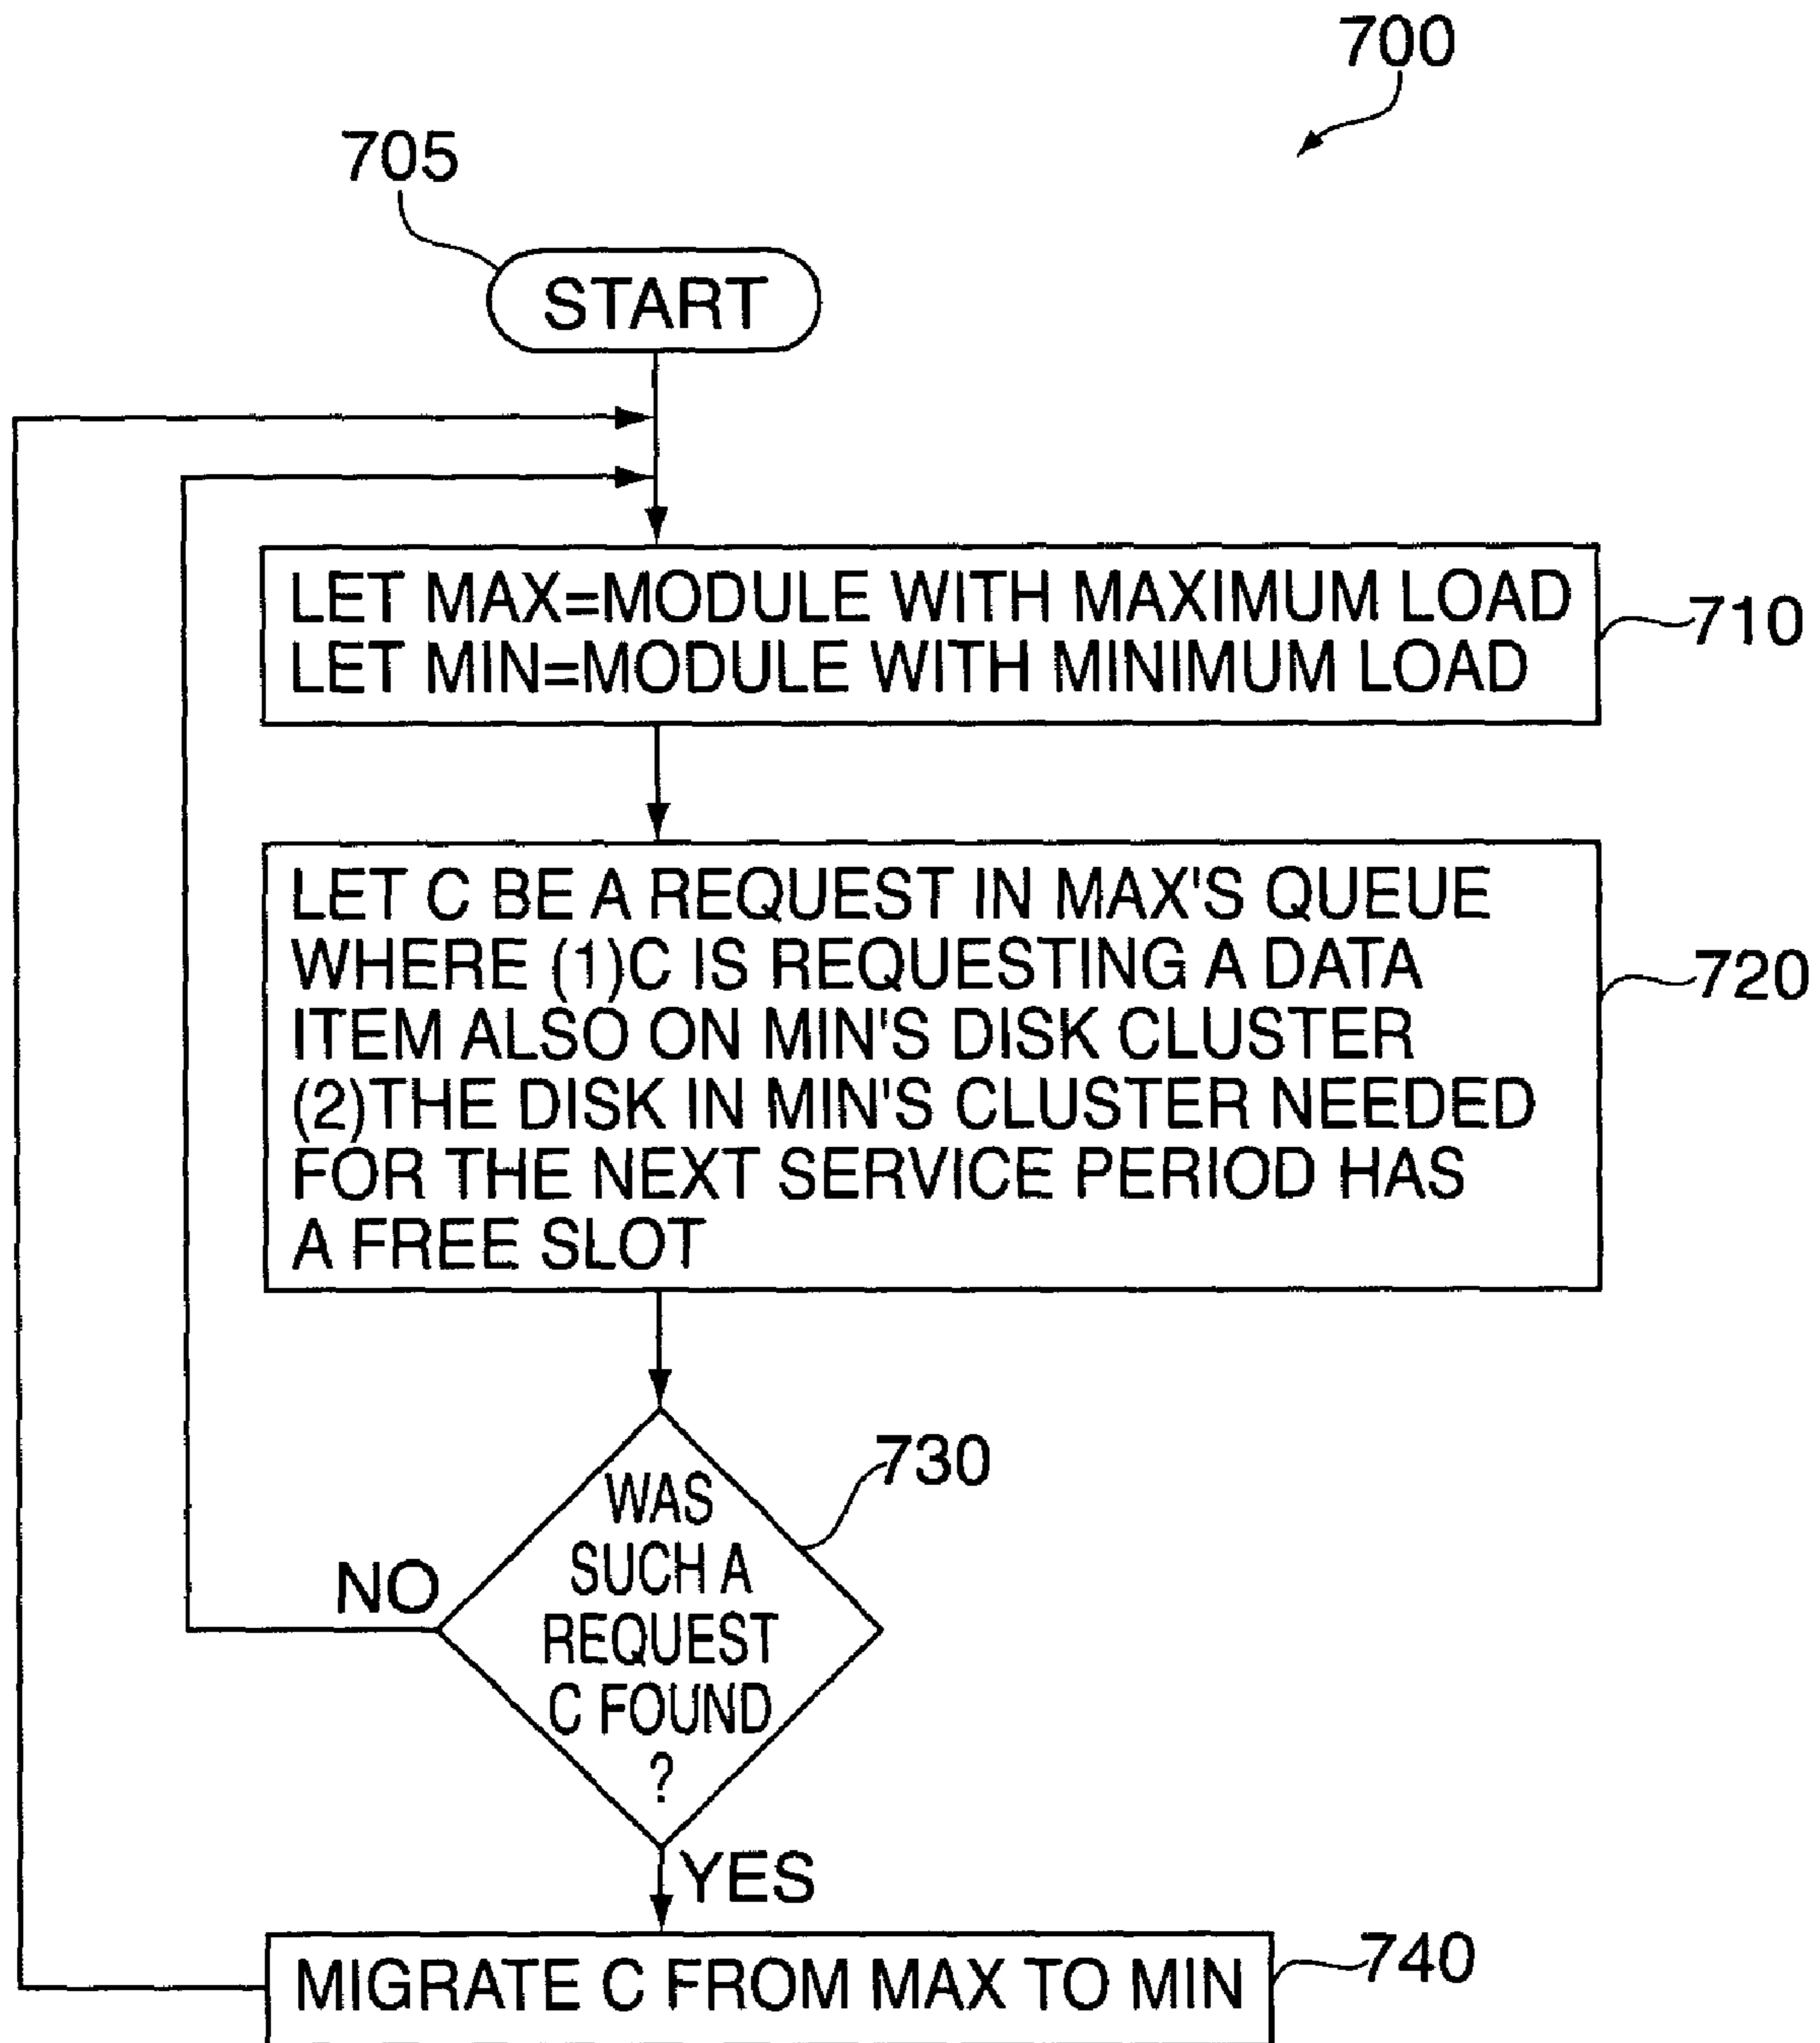 700
705
START
LET MAX=MODULE WITH MAXIMUM LOAD
LET MIN=MODULE WITH MINIMUM LOAD
710
LET C BE A REQUEST IN MAX'S QUEUE
WHERE (1)C IS REQUESTING A DATA
ITEM ALSO ON MIN'S DISK CLUSTER
(2)THE DISK IN MIN'S CLUSTER NEEDED
FOR THE NEXT SERVICE PERIOD HAS
A FREE SLOT
720
730
WAS
SUCH A
REQUEST
C FOUND
?
NO
YES
MIGRATE C FROM MAX TO MIN
740